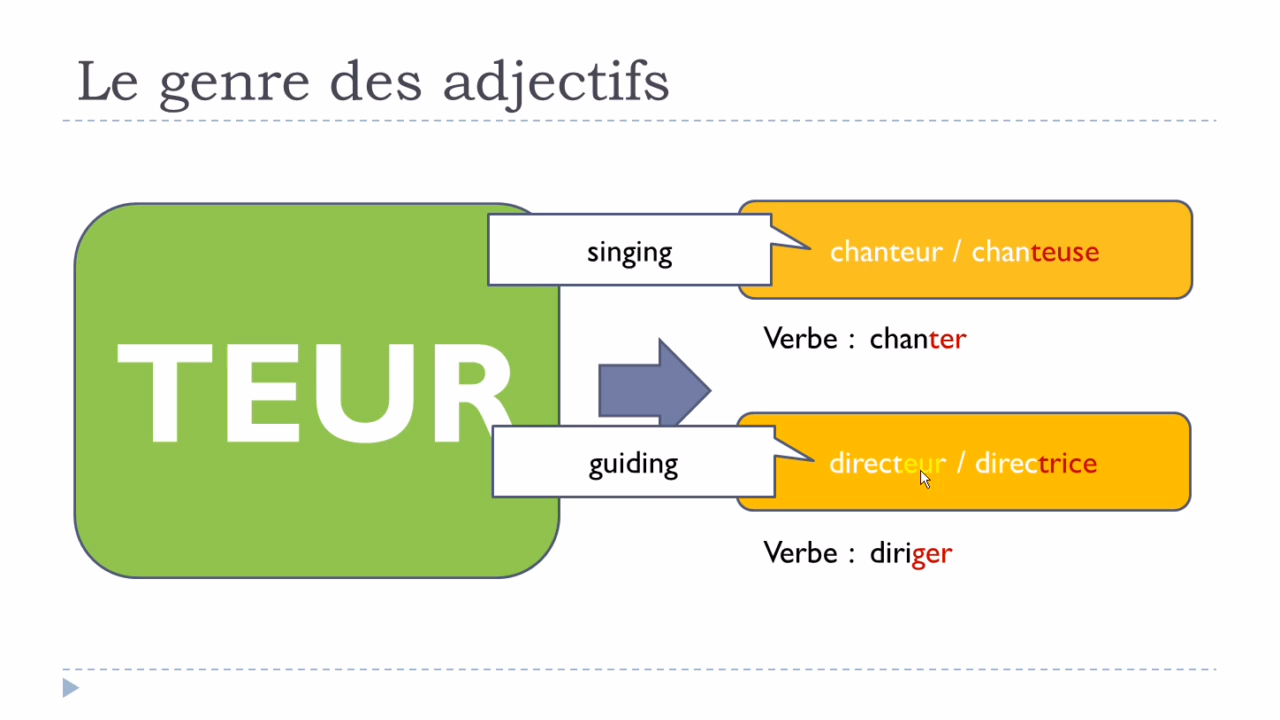 Le genre des adjectifs
TEUR
singing
chanteur / chanteuse
Verbe : chanter
guiding
directeur / directrice
Verbe : diriger